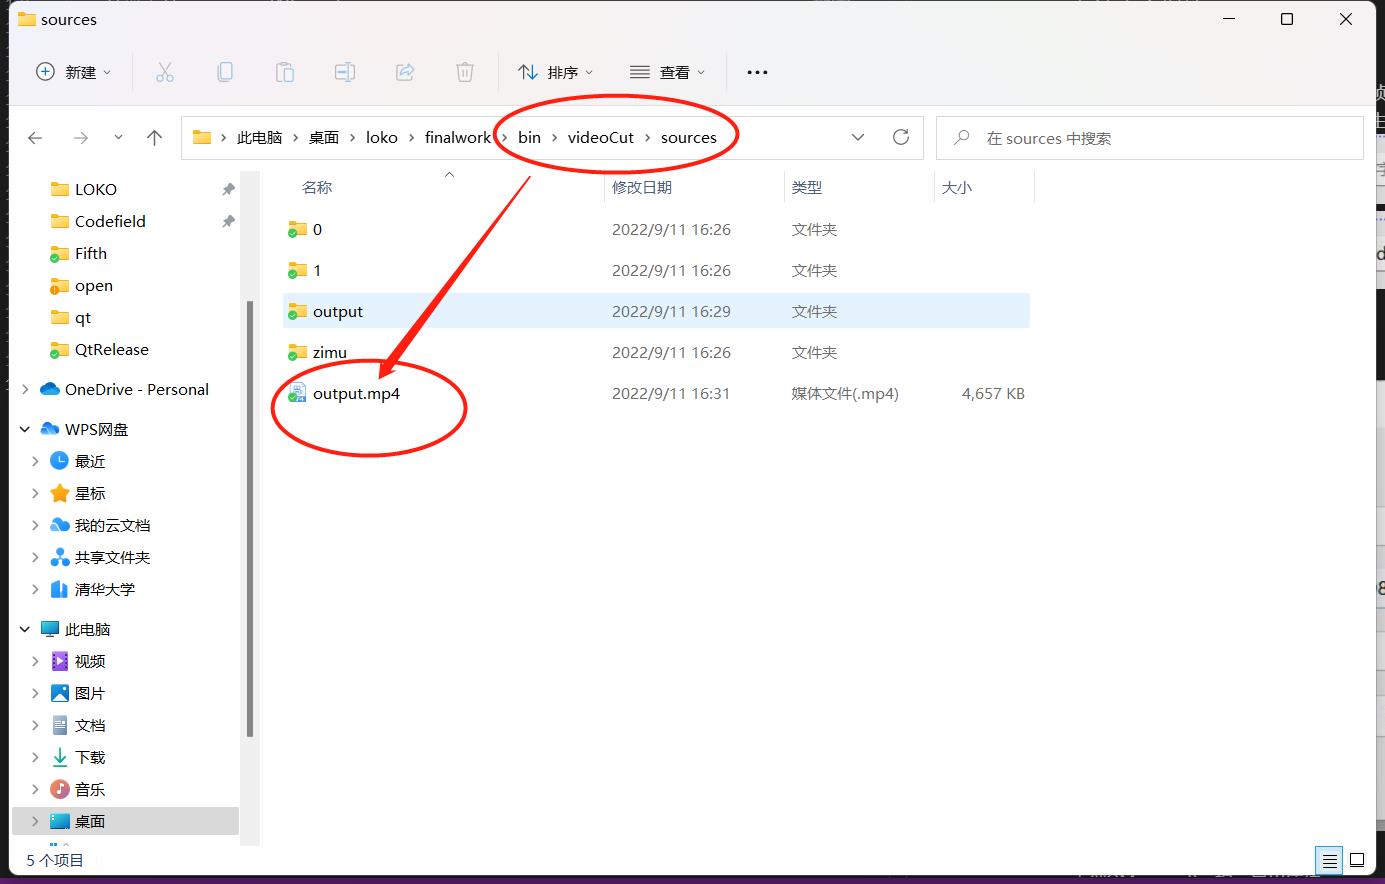 sources
新建
排序
查看
此电脑 > 桌面 > loko > finalwork > bin > videoCut > sources
在 sources 中搜索
LOKO
Codefield
Fifth
open
qt
QtRelease
OneDrive - Personal
WPS网盘
最近
星标
我的云文档
共享文件夹
清华大学
此电脑
视频
图片
文档
下载
音乐
桌面
名称 修改日期 类型 大小
0 2022/9/11 16:26 文件夹
1 2022/9/11 16:26 文件夹
output 2022/9/11 16:29 文件夹
zimu 2022/9/11 16:26 文件夹
output.mp4 2022/9/11 16:31 媒体文件(.mp4) 4,657 KB
5 个项目